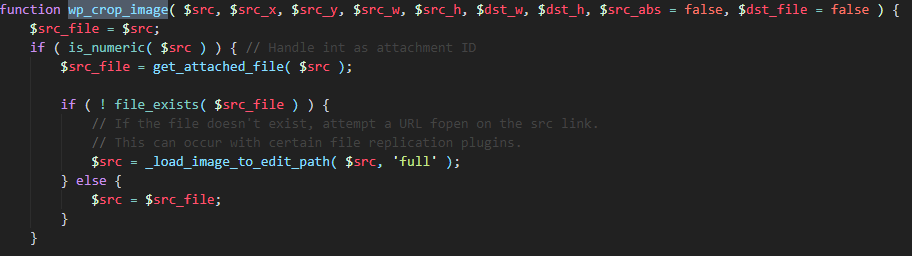 function wp_crop_image( $src, $src_x, $src_y, $src_w, $src_h, $dst_w, $dst_h, $src_abs = false, $dst_file = false ) {
$src_file = $src;
if ( is_numeric( $src ) ) { // Handle int as attachment ID
$src_file = get_attached_file( $src );
if ( ! file_exists( $src_file ) ) {
// If the file doesn't exist, attempt a URL fopen on the src link.
// This can occur with certain file replication plugins.
$src = _load_image_to_edit_path( $src, 'full' );
} else {
$src = $src_file;
}
}